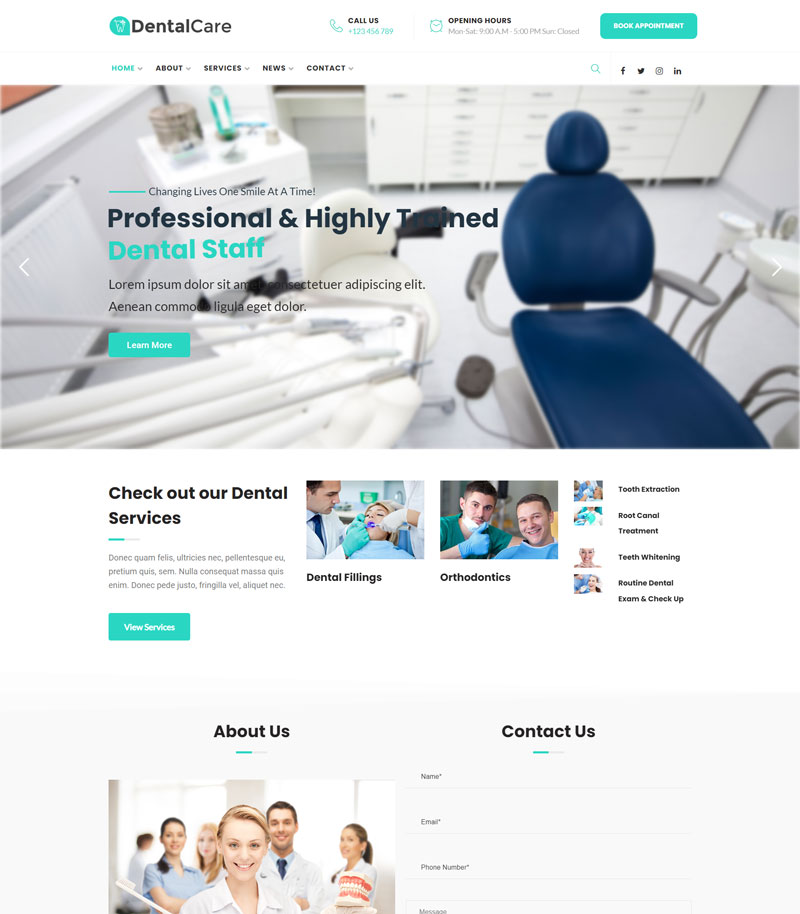 DentalCare
CALL US
+123 456 789
OPENING HOURS
Mon-Sat: 9:00 A.M - 5:00 P.M Sun: Closed
BOOK APPOINTMENT
HOME ABOUT SERVICES NEWS CONTACT
Changing Lives One Smile At A Time!
Professional & Highly Trained
Dental Staff
Lorem ipsum dolor sit amet, consectetuer adipiscing elit.
Aenean commodo ligula eget dolor.
Learn More
Check out our Dental
Services
Donec quam felis, ultricies nec, pellentesque eu,
pretium quis, sem. Nulla consequat massa quis
enim. Donec pede justo, fringilla vel, aliquet nec.
View Services
Dental Fillings
Orthodontics
Tooth Extraction
Root Canal
Treatment
Teeth Whitening
Routine Dental
Exam & Check Up
About Us
Contact Us
Name*
Email*
Phone Number*
Message